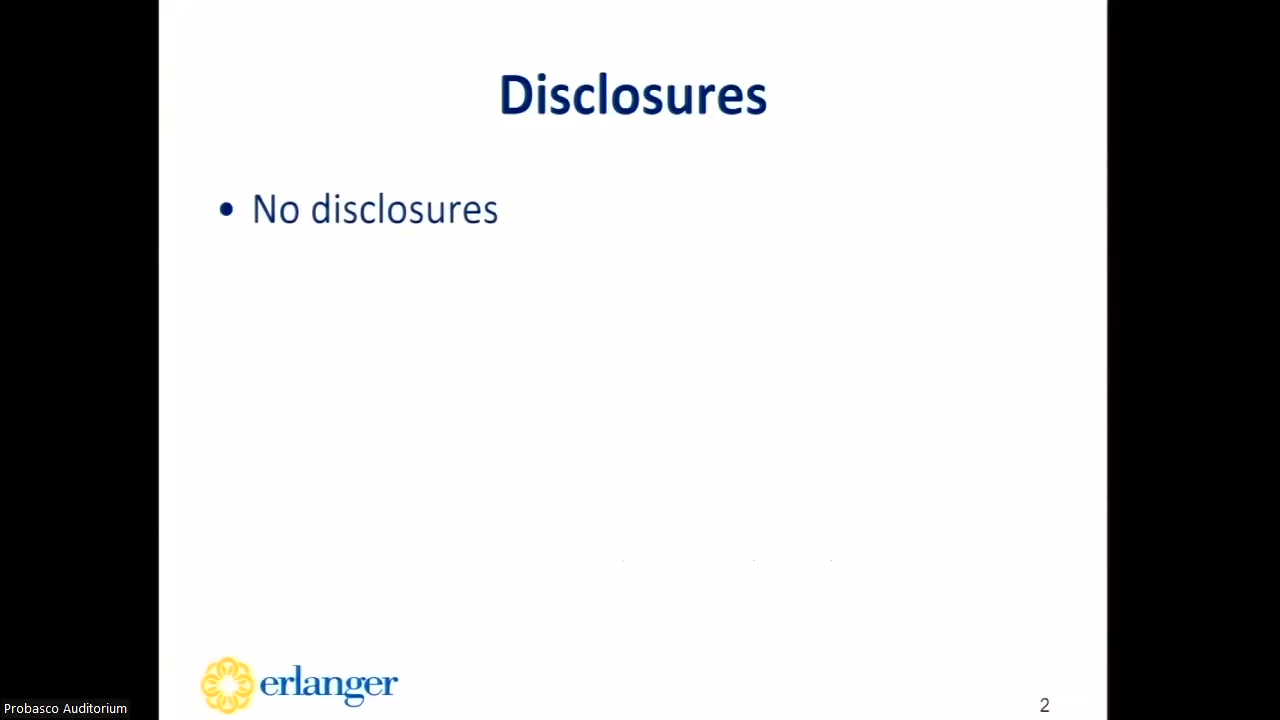 Disclosures
• No disclosures
erlanger
2
Probasco Auditorium